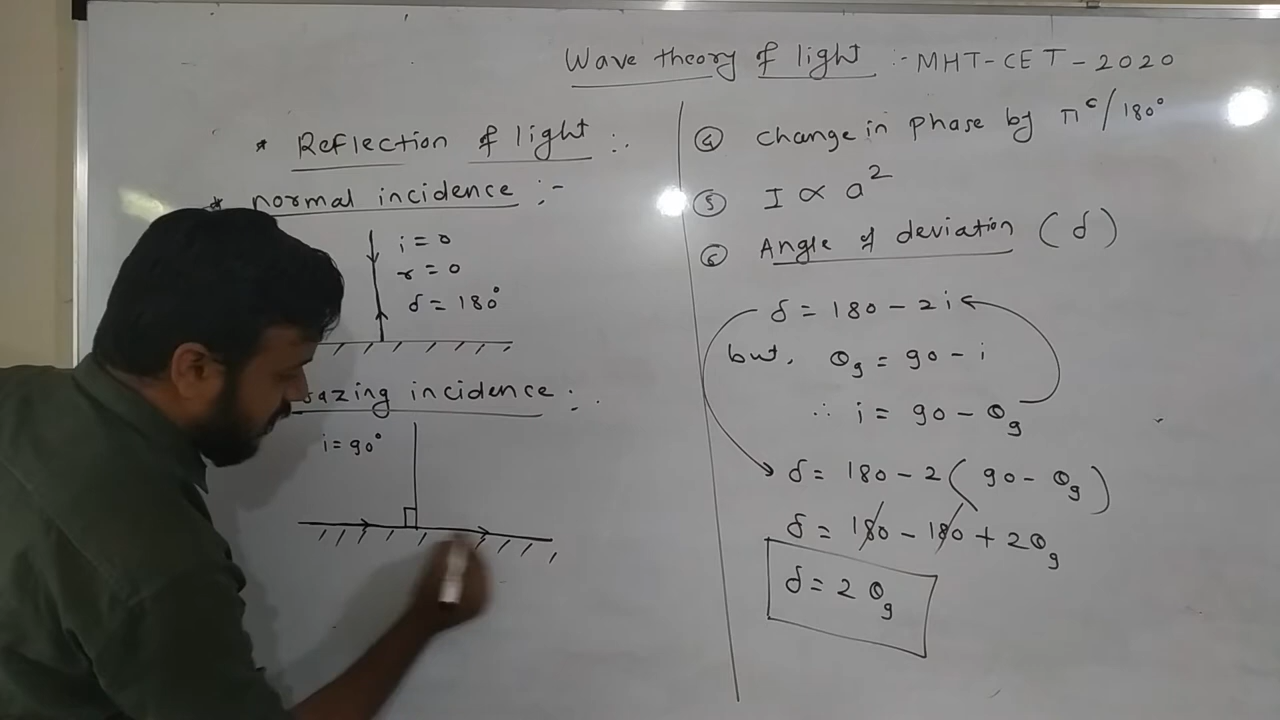 Wave theory of light :- MHT-CET-2020
* Reflection of light :.
* normal incidence :-
i = 0
r = 0
δ = 180°
incidence :.
i = 90°
④ change in phase by π^c/180°
⑤ I ∝ a²
⑥ Angle of deviation (δ)
δ = 180 - 2i
but, θg = 90 - i
∴ i = 90 - θg
δ = 180 - 2(90 - θg)
δ = 180 - 180 + 2θg
δ = 2θg